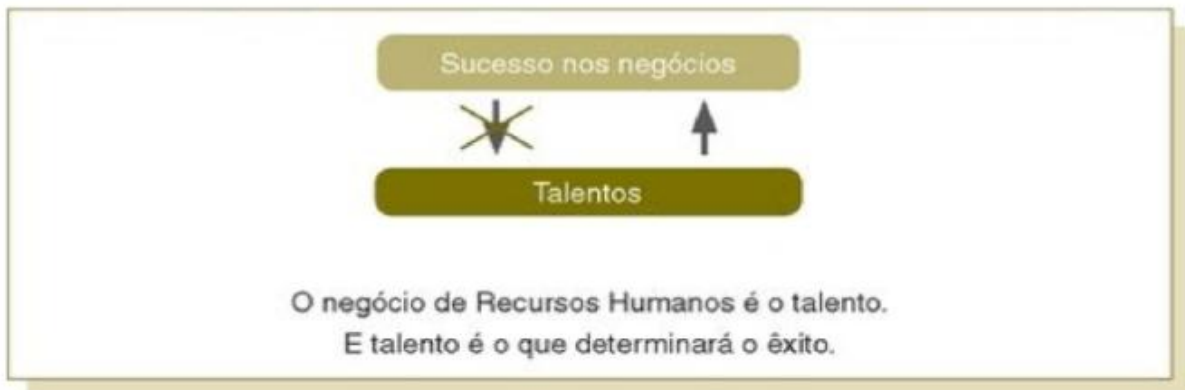 Sucesso nos negócios
Talentos
O negócio de Recursos Humanos é o talento.
E talento é o que determinará o êxito.